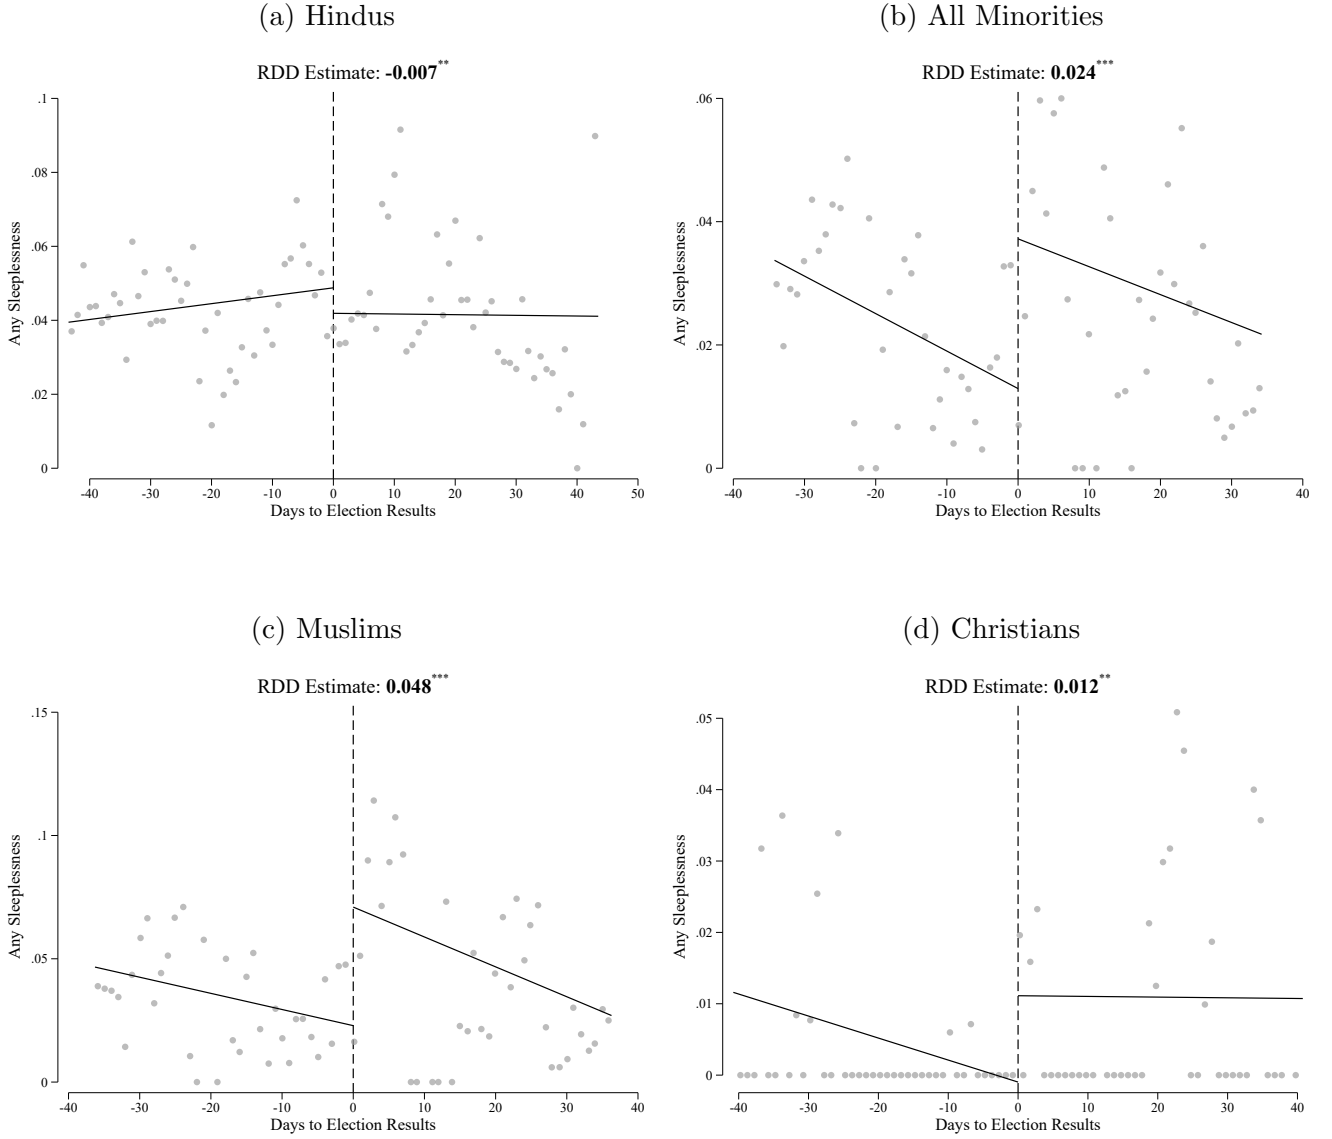 (a) Hindus
RDD Estimate: -0.007**
.1
.08
.06
.04
.02
0
Any Sleeplessness
-40 -30 -20 -10 0 10 20 30 40 50
Days to Election Results
(b) All Minorities
RDD Estimate: 0.024***
.06
.04
.02
0
Any Sleeplessness
-40 -30 -20 -10 0 10 20 30 40
Days to Election Results
(c) Muslims
RDD Estimate: 0.048***
.15
.1
.05
0
Any Sleeplessness
-40 -30 -20 -10 0 10 20 30 40
Days to Election Results
(d) Christians
RDD Estimate: 0.012**
.05
.04
.03
.02
.01
0
Any Sleeplessness
-40 -30 -20 -10 0 10 20 30 40
Days to Election Results